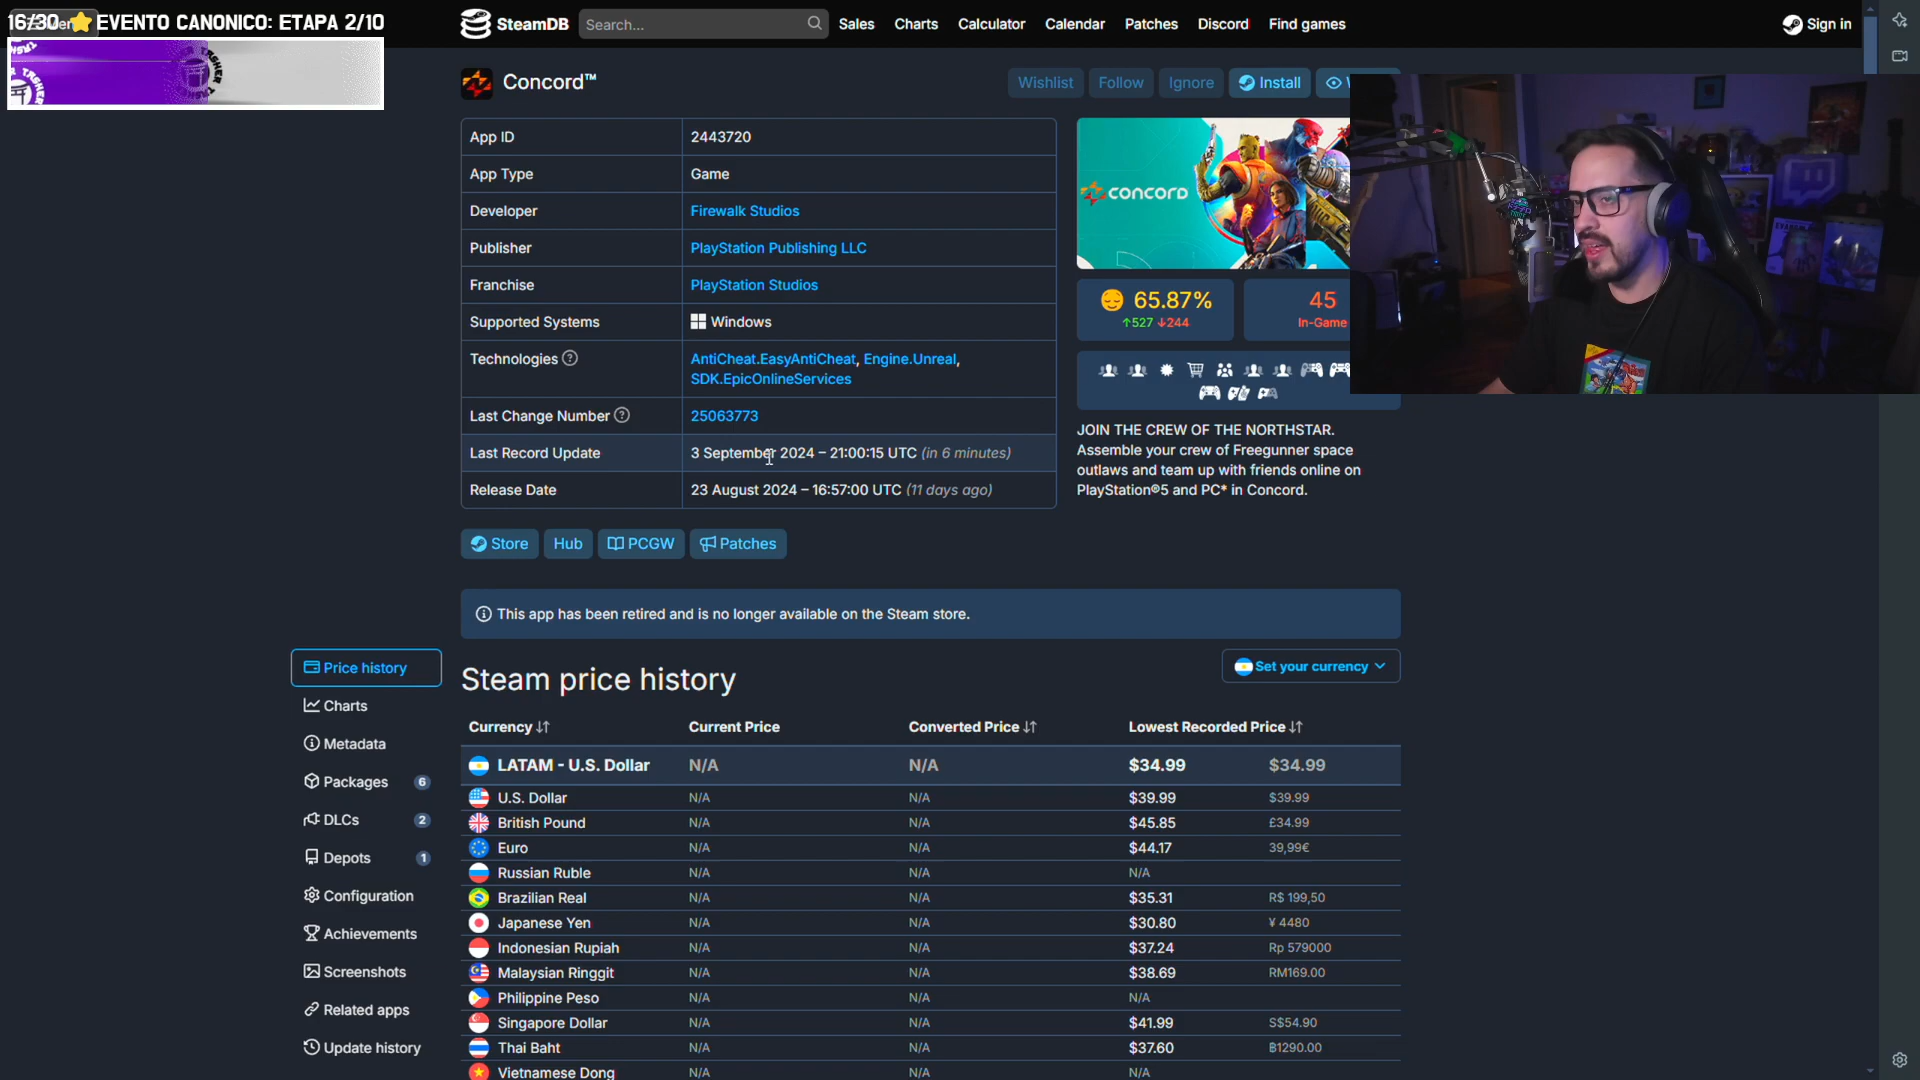 16/30 ⭐ EVENTO CANONICO: ETAPA 2/10
SteamDB
Search...
Sales
Charts
Calculator
Calendar
Patches
Discord
Find games
Sign in
Concord™
Wishlist
Follow
Ignore
Install
App ID 2443720
App Type Game
Developer Firewalk Studios
Publisher PlayStation Publishing LLC
Franchise PlayStation Studios
Supported Systems Windows
Technologies AntiCheat.EasyAntiCheat, Engine.Unreal,
SDK.EpicOnlineServices
Last Change Number 25063773
Last Record Update 3 September 2024 – 21:00:15 UTC (in 6 minutes)
Release Date 23 August 2024 – 16:57:00 UTC (11 days ago)
CONCORD
65.87%
↑527 ↓244
45
In-Game
JOIN THE CREW OF THE NORTHSTAR.
Assemble your crew of Freegunner space
outlaws and team up with friends online on
PlayStation®5 and PC* in Concord.
Store
Hub
PCGW
Patches
This app has been retired and is no longer available on the Steam store.
Price history
Charts
Metadata
Packages 6
DLCs 2
Depots 1
Configuration
Achievements
Screenshots
Related apps
Update history
Steam price history
Set your currency
Currency Current Price Converted Price Lowest Recorded Price
LATAM - U.S. Dollar N/A N/A $34.99 $34.99
U.S. Dollar N/A N/A $39.99 $39.99
British Pound N/A N/A $45.85 £34.99
Euro N/A N/A $44.17 39,99€
Russian Ruble N/A N/A N/A
Brazilian Real N/A N/A $35.31 R$ 199,50
Japanese Yen N/A N/A $30.80 ¥ 4480
Indonesian Rupiah N/A N/A $37.24 Rp 579000
Malaysian Ringgit N/A N/A $38.69 RM169.00
Philippine Peso N/A N/A N/A
Singapore Dollar N/A N/A $41.99 S$54.90
Thai Baht N/A N/A $37.60 ฿1290.00
Vietnamese Dong N/A N/A N/A